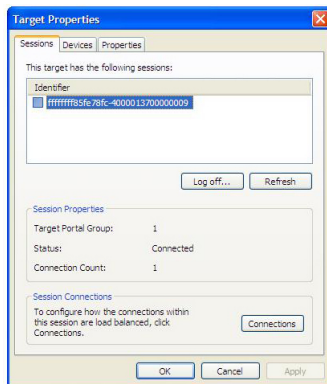 Target Properties
Sessions Devices Properties
This target has the following sessions:
Identifier
ffffffff85fe78fc-4000013700000009
Log off... Refresh
Session Properties
Target Portal Group: 1
Status: Connected
Connection Count: 1
Session Connections
To configure how the connections within
this session are load balanced, click
Connections.
Connections
OK Cancel Apply